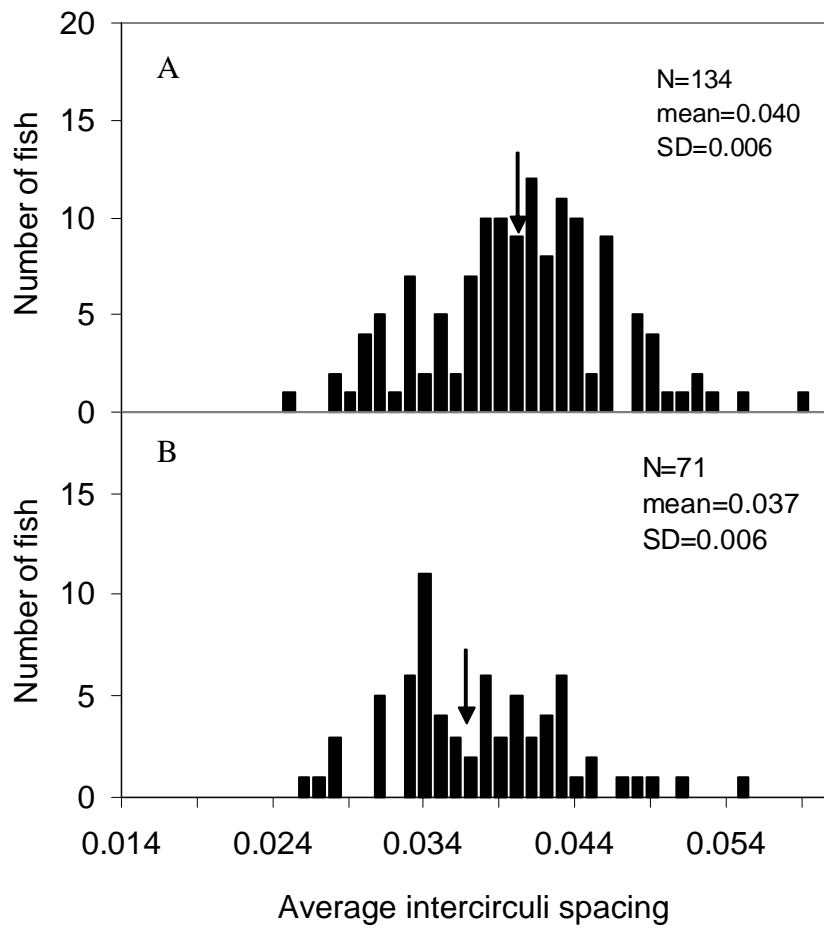 20
15
10
5
0
Number of fish
A
N=134
mean=0.040
SD=0.006
15
10
5
0
Number of fish
B
N=71
mean=0.037
SD=0.006
0.014 0.024 0.034 0.044 0.054
Average intercirculi spacing